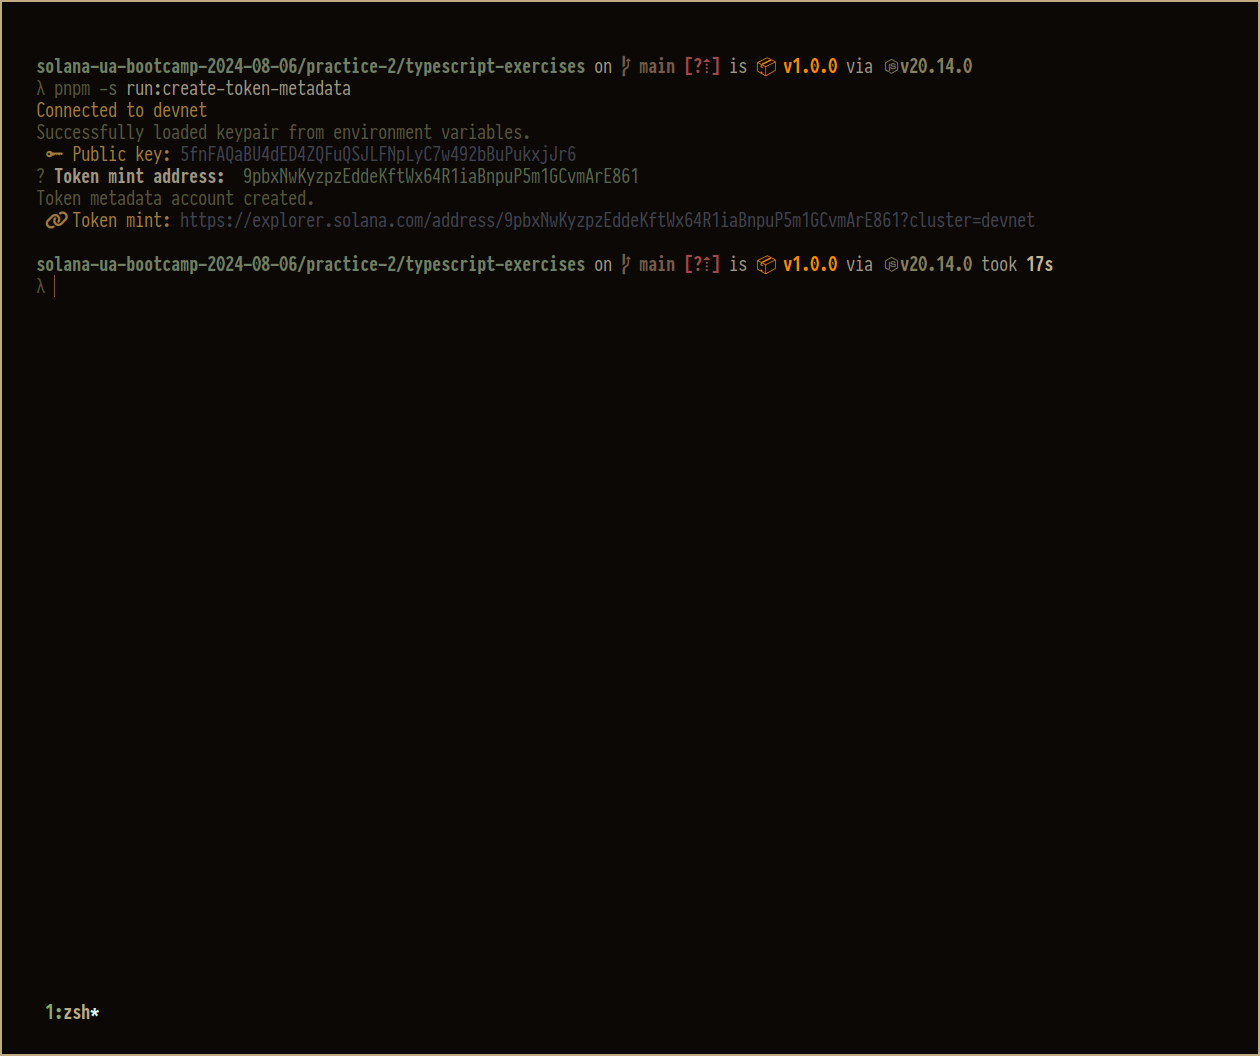 solana-ua-bootcamp-2024-08-06/practice-2/typescript-exercises on main [?⇡] is 📦 v1.0.0 via v20.14.0
λ pnpm -s run:create-token-metadata
Connected to devnet
Successfully loaded keypair from environment variables.
Public key: 5fnFAQaBU4dED4ZQFuQSJLFNpLyC7w492bBuPukxjJr6
? Token mint address: 9pbxNwKyzpzEddeKftWx64R1iaBnpuP5m1GCvmArE861
Token metadata account created.
Token mint: https://explorer.solana.com/address/9pbxNwKyzpzEddeKftWx64R1iaBnpuP5m1GCvmArE861?cluster=devnet
solana-ua-bootcamp-2024-08-06/practice-2/typescript-exercises on main [?⇡] is 📦 v1.0.0 via v20.14.0 took 17s
λ
1:zsh*